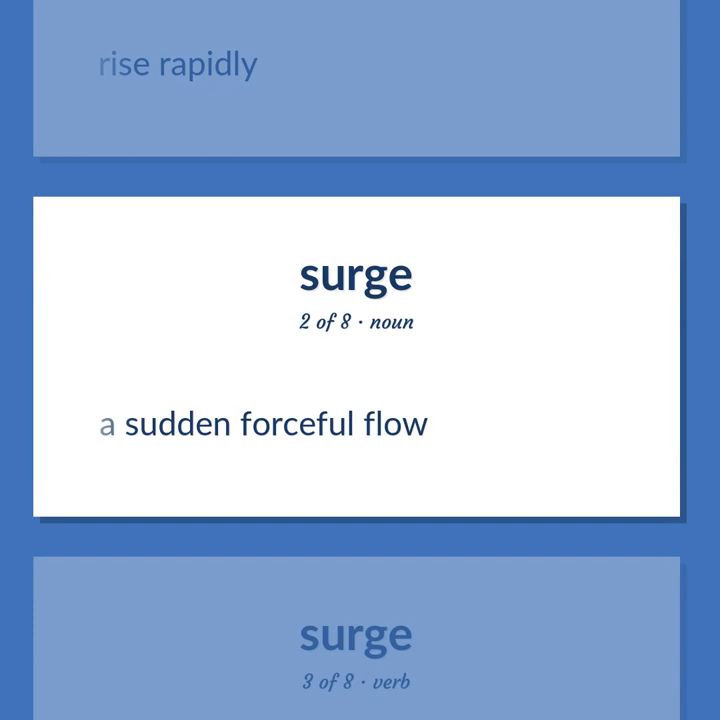 rise rapidly
surge
2 of 8 · noun
a sudden forceful flow
surge
3 of 8 · verb